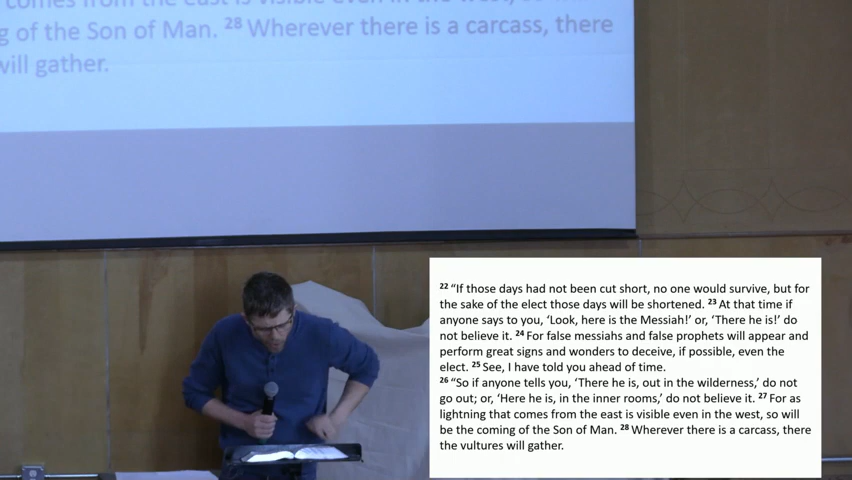 comes from the east is visible even in the west, so will
g of the Son of Man. 28 Wherever there is a carcass, there
will gather.
22 “If those days had not been cut short, no one would survive, but for
the sake of the elect those days will be shortened. 23 At that time if
anyone says to you, ‘Look, here is the Messiah!’ or, ‘There he is!’ do
not believe it. 24 For false messiahs and false prophets will appear and
perform great signs and wonders to deceive, if possible, even the
elect. 25 See, I have told you ahead of time.
26 “So if anyone tells you, ‘There he is, out in the wilderness,’ do not
go out; or, ‘Here he is, in the inner rooms,’ do not believe it. 27 For as
lightning that comes from the east is visible even in the west, so will
be the coming of the Son of Man. 28 Wherever there is a carcass, there
the vultures will gather.